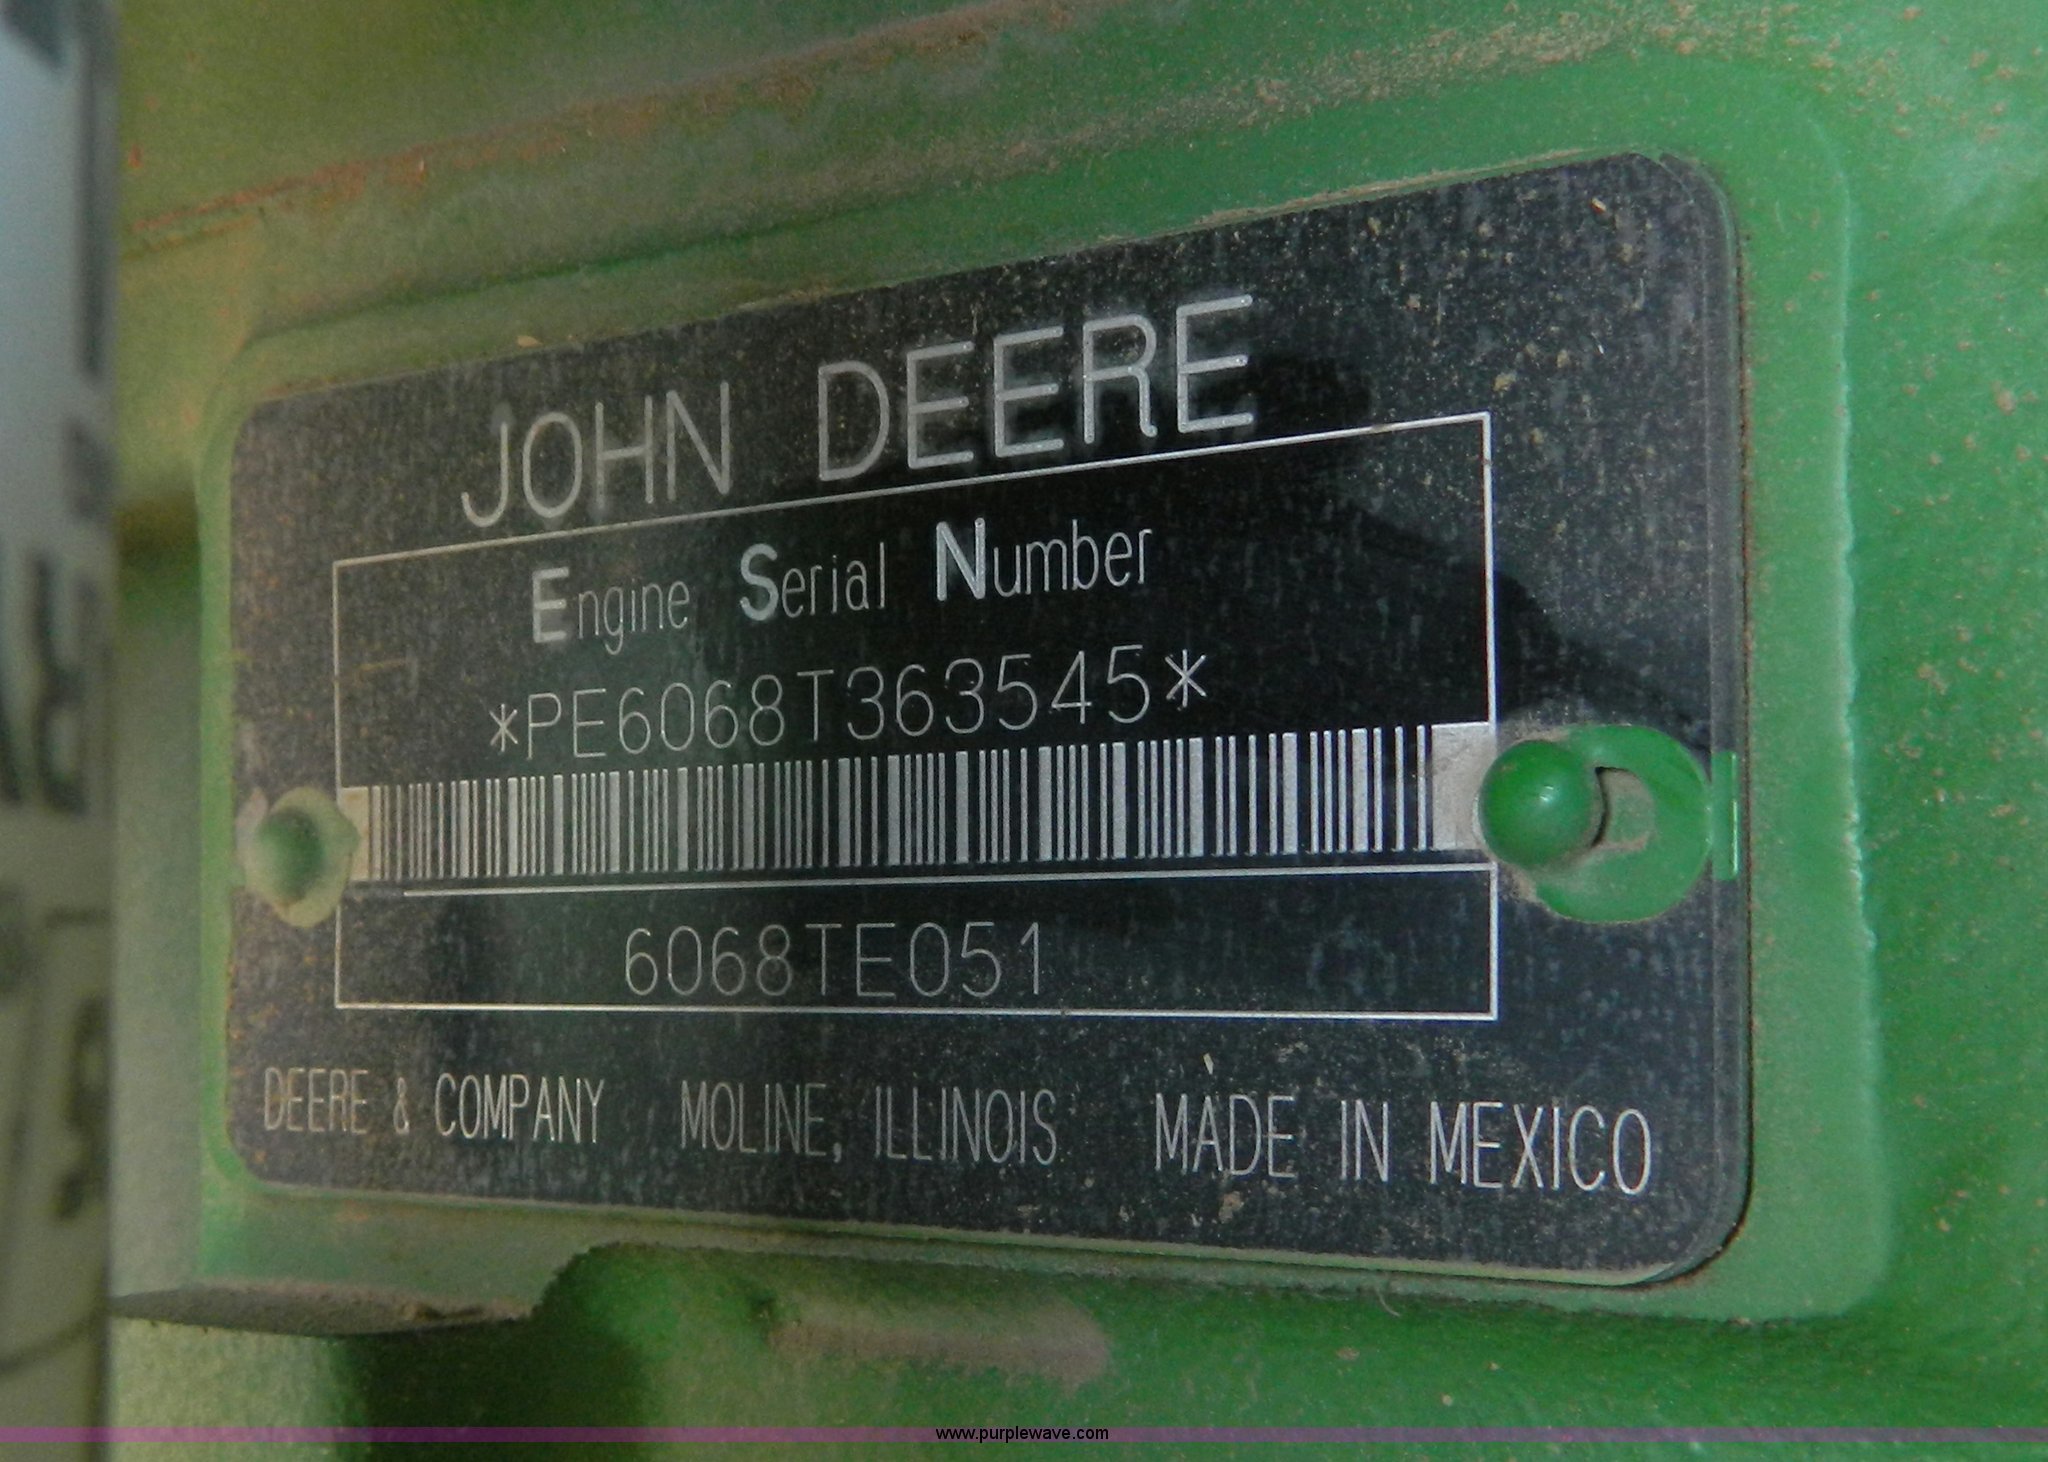 JOHN DEERE
Engine Serial Number
*PE6068T363545*
6068TE051
DEERE & COMPANY MOLINE, ILLINOIS MADE IN MEXICO
www.purplewave.com